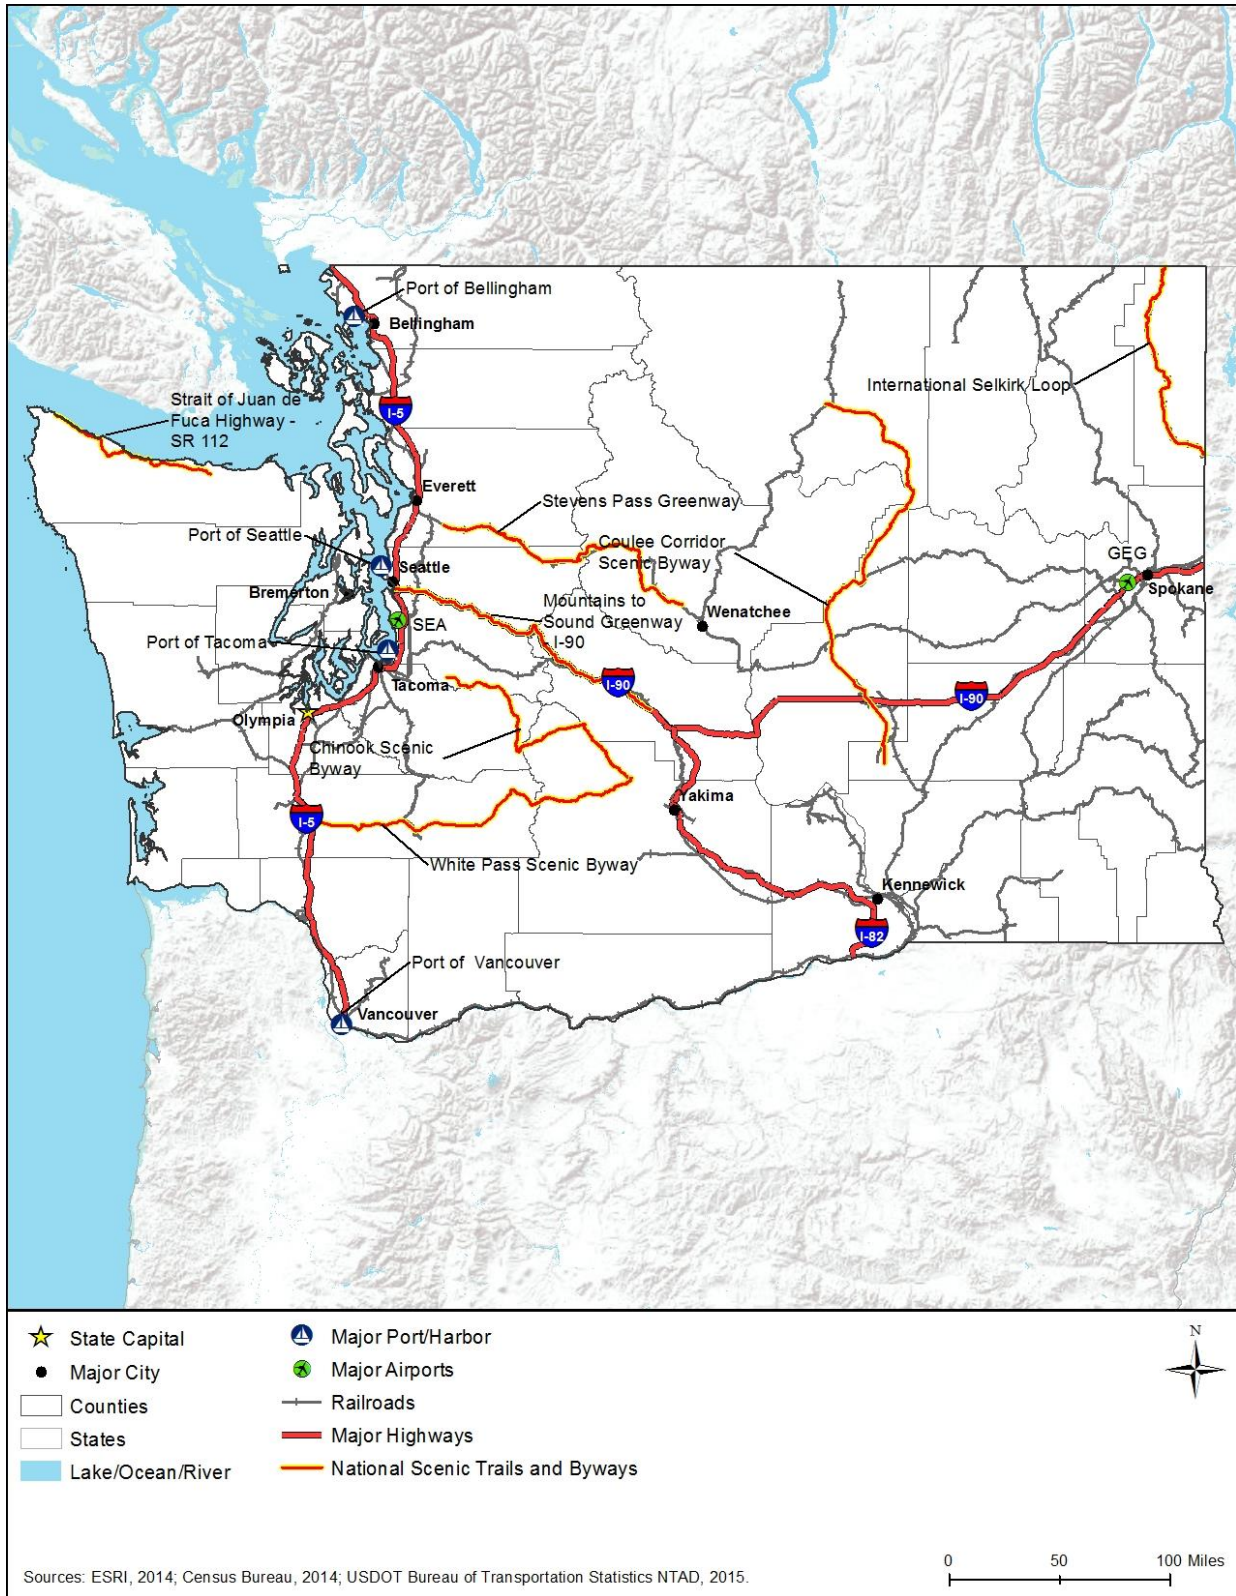 Port of Bellingham
Bellingham
International Selkirk Loop
Strait of Juan de
Fuca Highway -
SR 112
I-5
Everett
Stevens Pass Greenway
Port of Seattle
Coulee Corridor
Scenic Byway
GEG
Seattle
Spokane
Bremerton
Mountains to
Sound Greenway
- I-90
Wenatchee
SEA
Port of Tacoma
Tacoma
I-90
I-90
Olympia
Chinook Scenic
Byway
Yakima
I-5
White Pass Scenic Byway
Kennewick
I-82
Port of Vancouver
Vancouver
State Capital
Major City
Counties
States
Lake/Ocean/River
Major Port/Harbor
Major Airports
Railroads
Major Highways
National Scenic Trails and Byways
N
0 50 100 Miles
Sources: ESRI, 2014; Census Bureau, 2014; USDOT Bureau of Transportation Statistics NTAD, 2015.